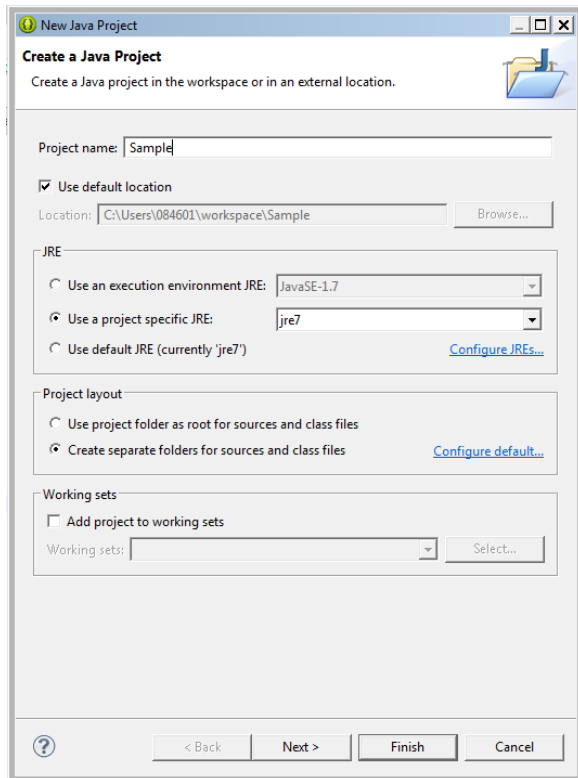 New Java Project
Create a Java Project
Create a Java project in the workspace or in an external location.
Project name: Sample
Use default location
Location: C:\Users\084601\workspace\Sample Browse...
JRE
Use an execution environment JRE: JavaSE-1.7
Use a project specific JRE: jre7
Use default JRE (currently 'jre7') Configure JREs...
Project layout
Use project folder as root for sources and class files
Create separate folders for sources and class files Configure default...
Working sets
Add project to working sets
Working sets: Select...
? < Back Next > Finish Cancel